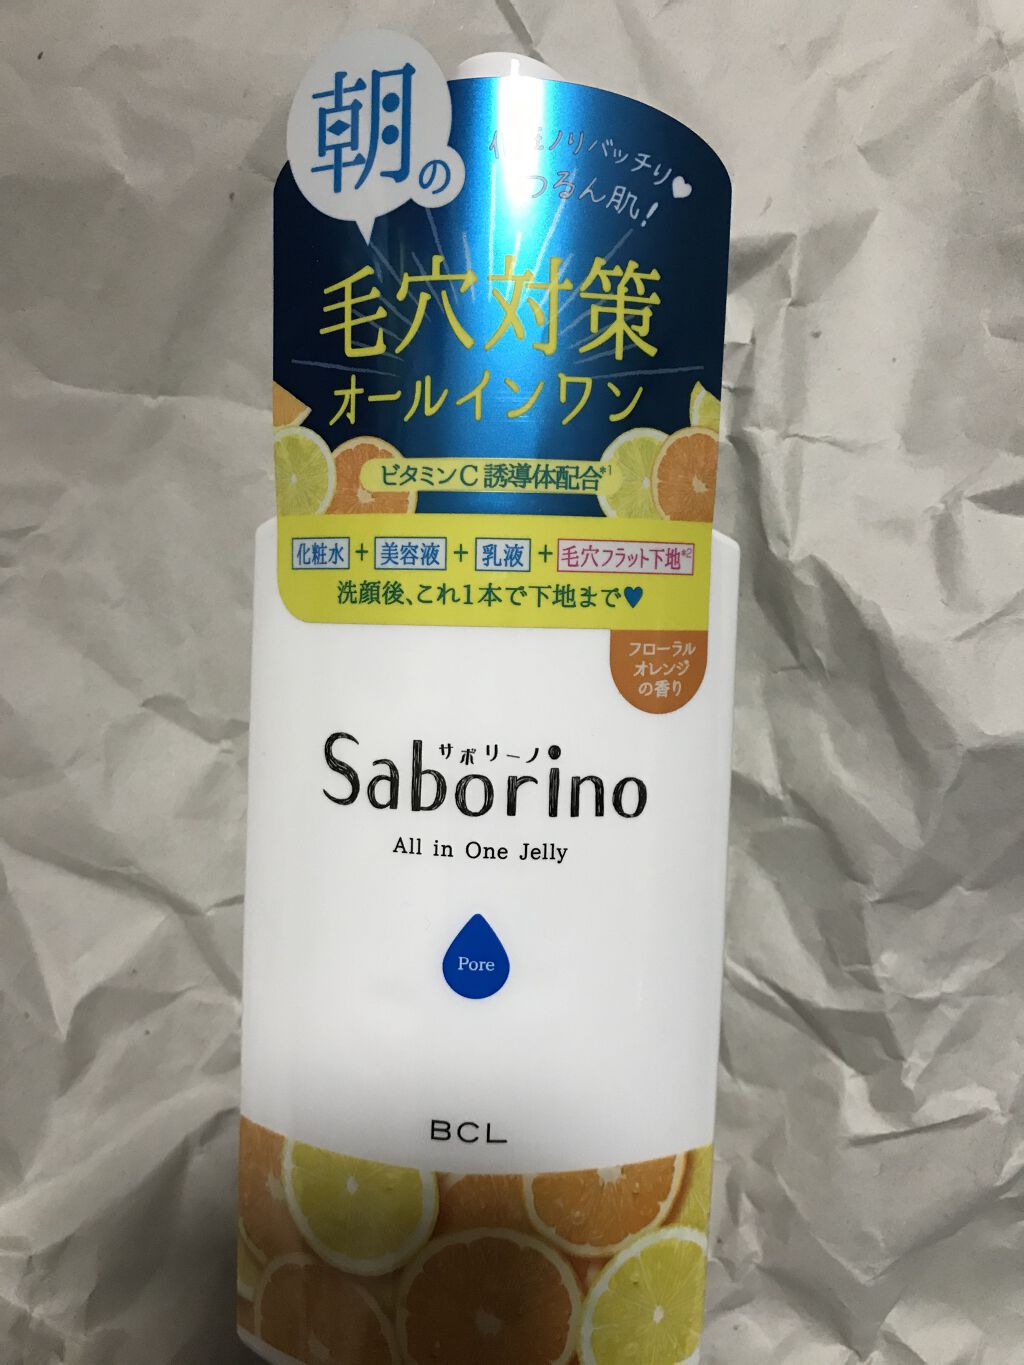 朝の
ノリバッチリ♥
つるん肌!
毛穴対策
オールインワン
ビタミンC誘導体配合*1
化粧水+美容液+乳液+毛穴フラット下地*2
洗顔後、これ1本で下地まで♥
フローラル
オレンジ
の香り
サボリーノ
Saborino
All in One Jelly
Pore
BCL